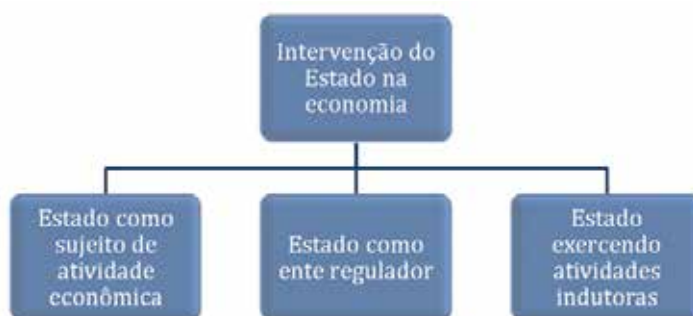 Intervenção do
Estado na
economia
Estado como
sujeito de
atividade
econômica
Estado como
ente regulador
Estado
exercendo
atividades
indutoras